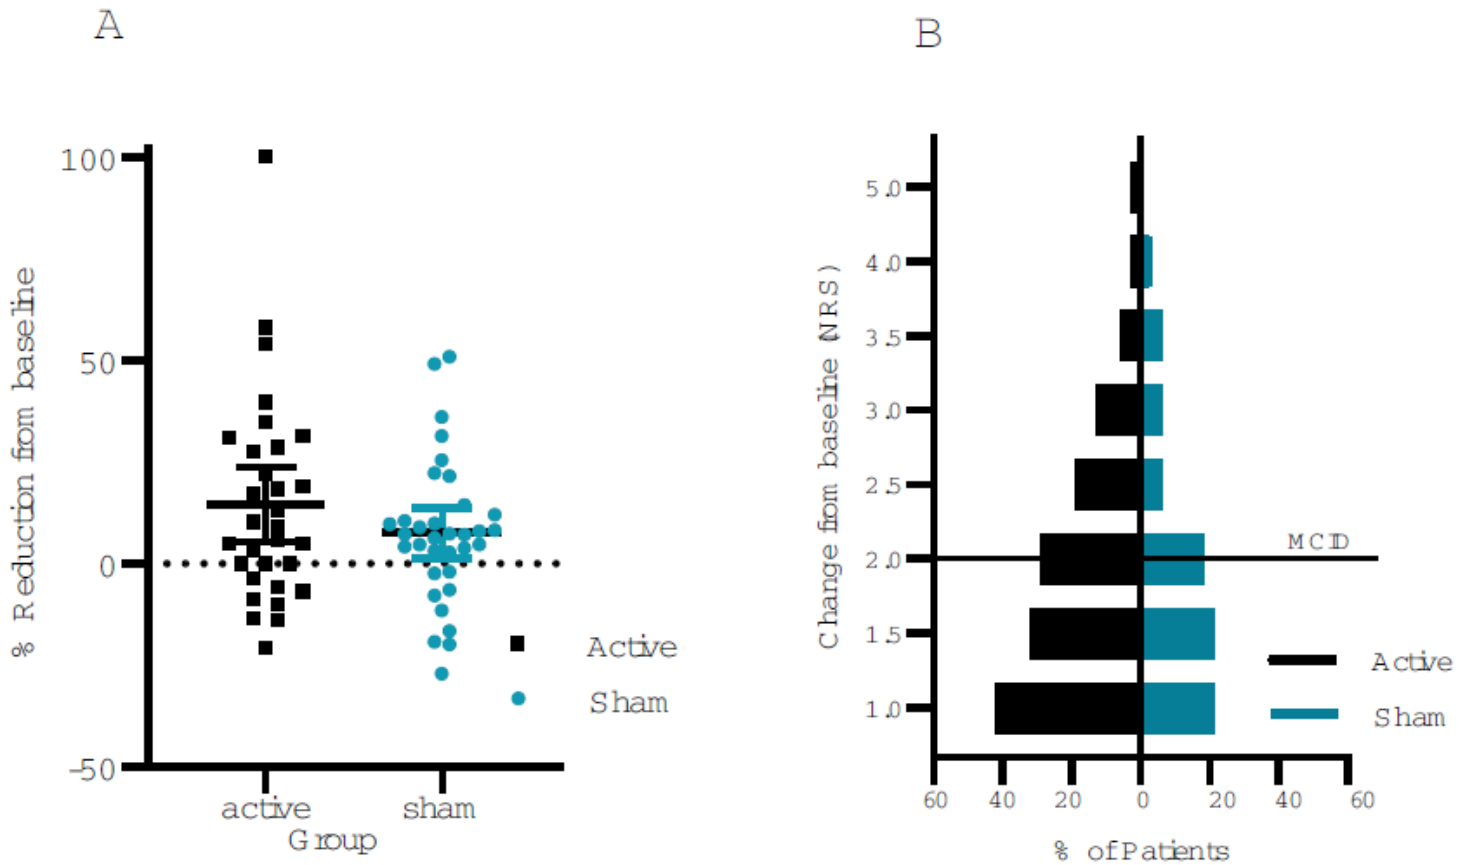 A
% Reduction from baseline
100
50
0
-50
active
sham
Group
Active
Sham
B
Change from baseline (NRS)
5.0
4.0
3.5
3.0
2.5
2.0
1.5
1.0
MCID
Active
Sham
60 40 20 0 20 40 60
% of Patients